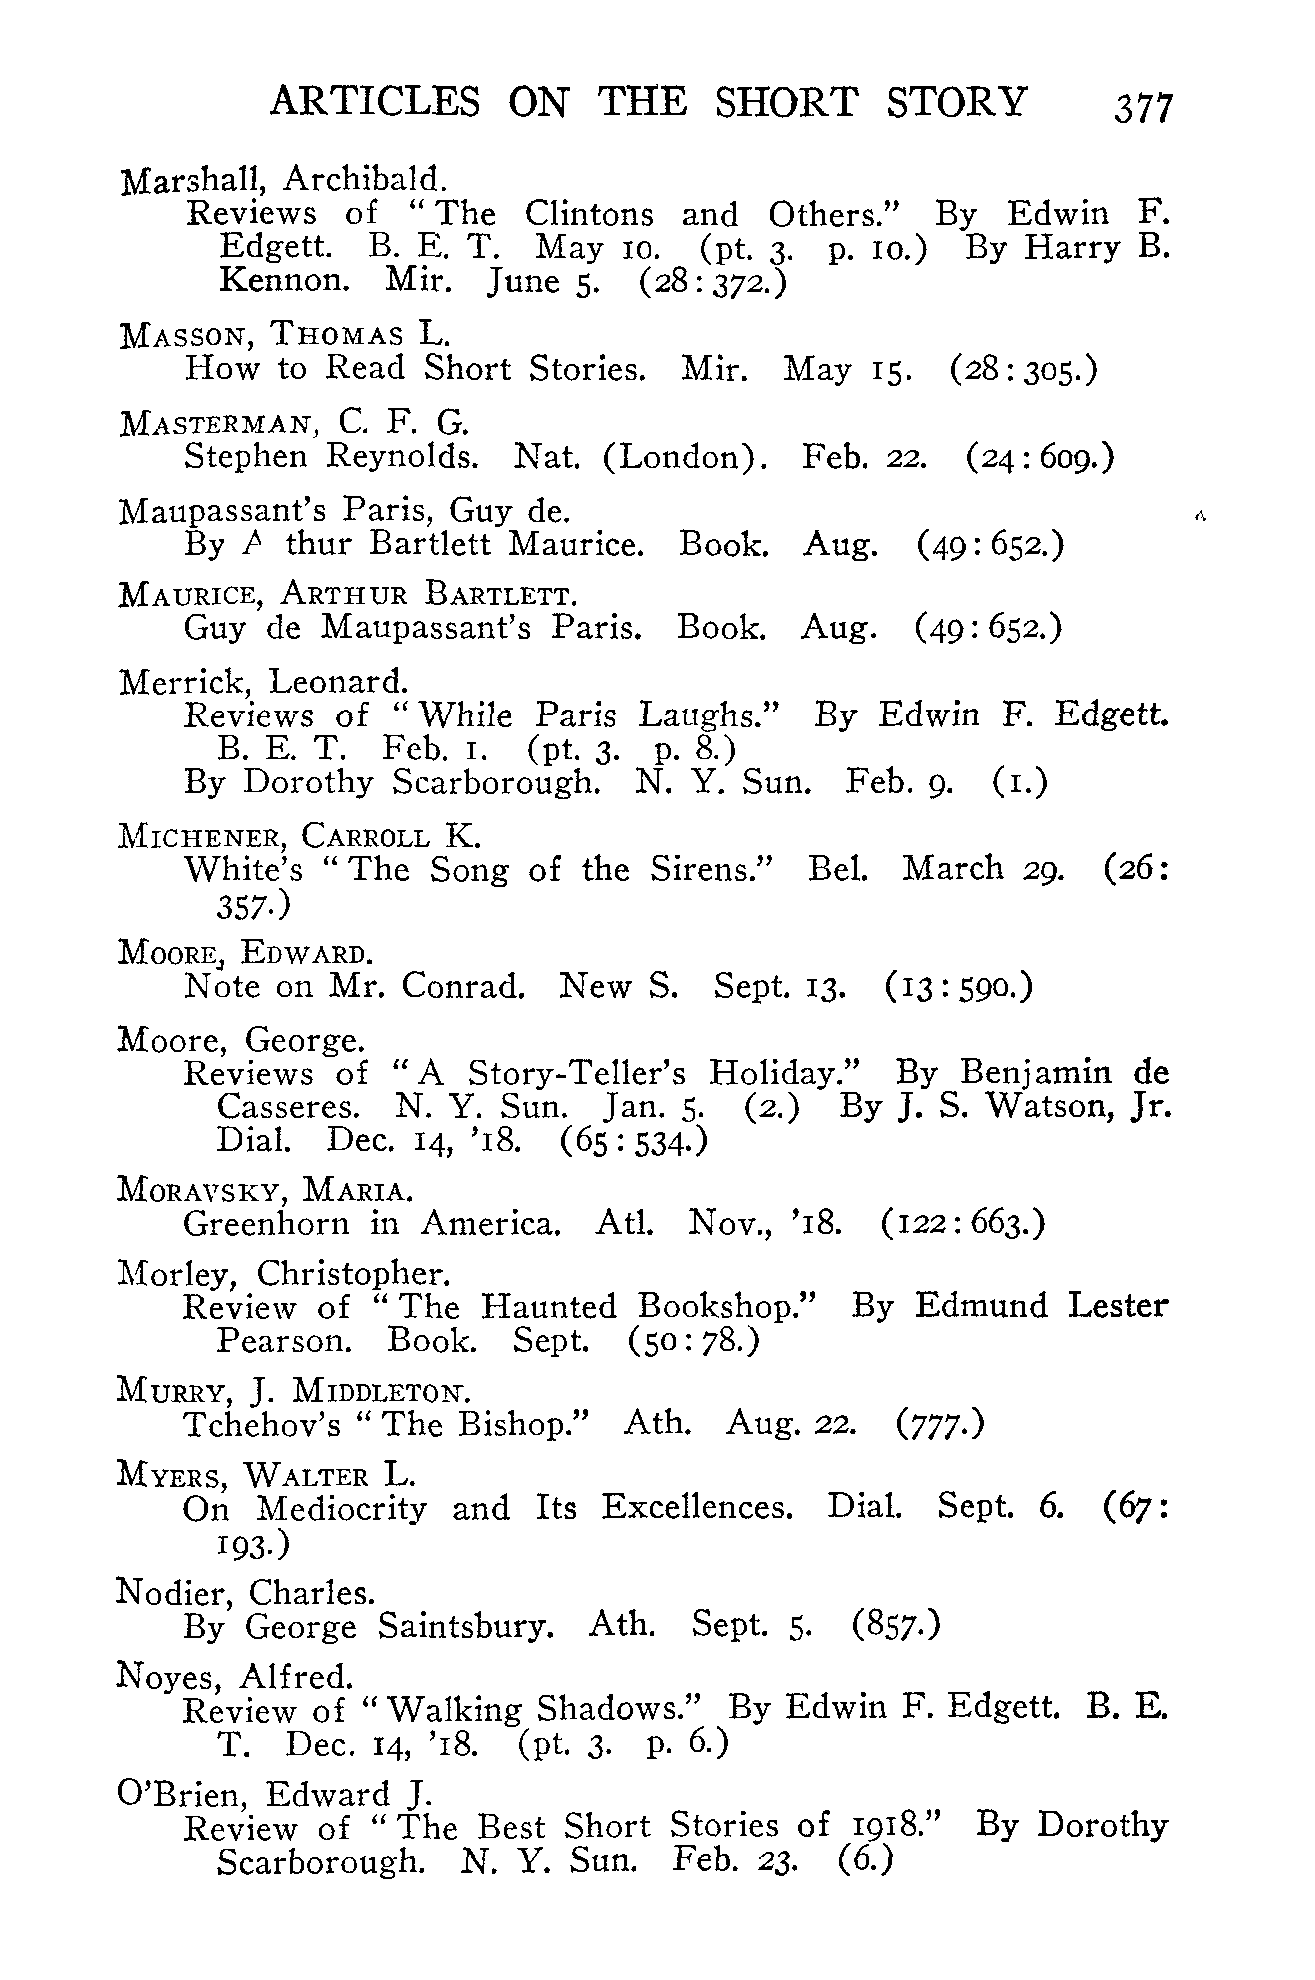 ARTICLES ON THE SHORT STORY 377
Marshall, Archibald.
Reviews of “The Clintons and Others.” By Edwin F.
Edgett. B. E. T. May 10. (pt. 3. p. 10.) By Harry B.
Kennon. Mir. June 5. (28:372.)
MASSON, THOMAS L.
How to Read Short Stories. Mir. May 15. (28:305.)
MASTERMAN, C. F. G.
Stephen Reynolds. Nat. (London). Feb. 22. (24:609.)
Maupassant’s Paris, Guy de.
By A thur Bartlett Maurice. Book. Aug. (49:652.)
MAURICE, ARTHUR BARTLETT.
Guy de Maupassant’s Paris. Book. Aug. (49:652.)
Merrick, Leonard.
Reviews of “While Paris Laughs.” By Edwin F. Edgett.
B. E. T. Feb. 1. (pt. 3. p. 8.)
By Dorothy Scarborough. N. Y. Sun. Feb. 9. (1.)
MICHENER, CARROLL K.
White’s “The Song of the Sirens.” Bel. March 29. (26:
357.)
MOORE, EDWARD.
Note on Mr. Conrad. New S. Sept. 13. (13:590.)
Moore, George.
Reviews of “A Story-Teller’s Holiday.” By Benjamin de
Casseres. N. Y. Sun. Jan. 5. (2.) By J. S. Watson, Jr.
Dial. Dec. 14, ’18. (65:534.)
MORAVSKY, MARIA.
Greenhorn in America. Atl. Nov., ’18. (122:663.)
Morley, Christopher.
Review of “The Haunted Bookshop.” By Edmund Lester
Pearson. Book. Sept. (50:78.)
MURRY, J. MIDDLETON.
Tchehov’s “The Bishop.” Ath. Aug. 22. (777.)
MYERS, WALTER L.
On Mediocrity and Its Excellences. Dial. Sept. 6. (67:
193.)
Nodier, Charles.
By George Saintsbury. Ath. Sept. 5. (857.)
Noyes, Alfred.
Review of “Walking Shadows.” By Edwin F. Edgett. B. E.
T. Dec. 14, ’18. (pt. 3. p. 6.)
O’Brien, Edward J.
Review of “The Best Short Stories of 1918.” By Dorothy
Scarborough. N. Y. Sun. Feb. 23. (6.)